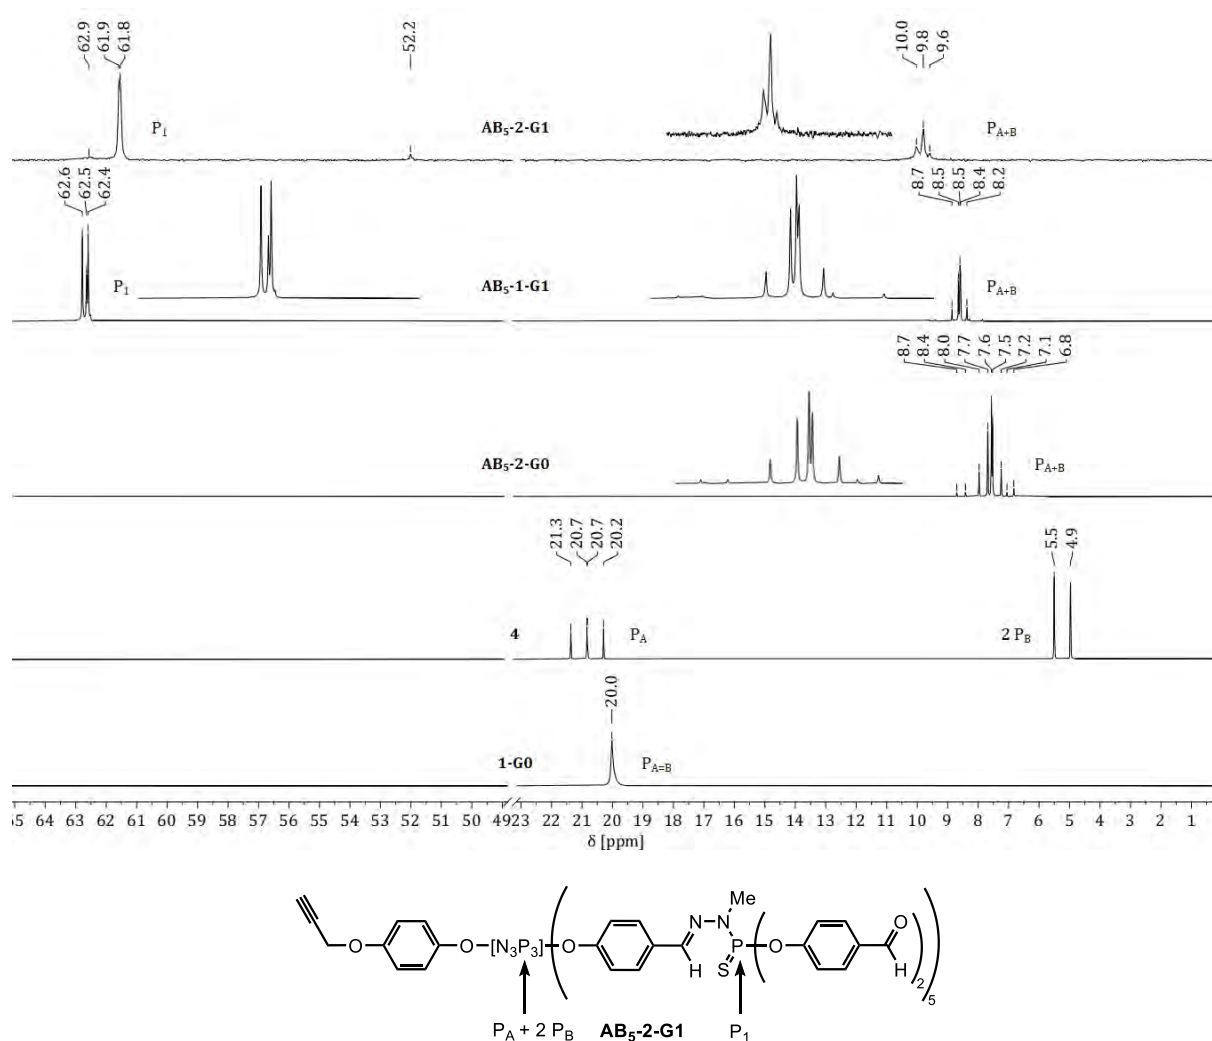 62.9
61.9
61.8
52.2
10.0
9.8
9.6
P1
AB5-2-G1
PA+B
62.6
62.5
62.4
8.7
8.5
8.5
8.4
8.2
P1
AB5-1-G1
PA+B
8.7
8.4
8.0
7.7
7.6
7.5
7.2
7.1
6.8
AB5-2-G0
PA+B
21.3
20.7
20.7
20.2
5.5
4.9
4
PA
2 PB
20.0
1-G0
PA=B
64 63 62 61 60 59 58 57 56 55 54 53 52 51 50 49 23 22 21 20 19 18 17 16 15 14 13 12 11 10 9 8 7 6 5 4 3 2 1
δ [ppm]
Me
N N
O O [N3P3] O P O O
H S H
2
5
PA + 2 PB AB5-2-G1 P1